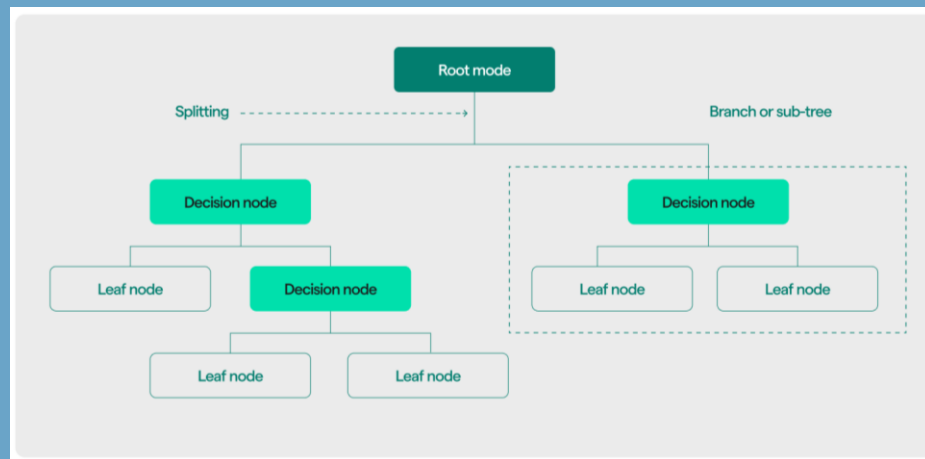 Root mode
Splitting
Branch or sub-tree
Decision node
Decision node
Leaf node
Decision node
Leaf node
Leaf node
Leaf node
Leaf node